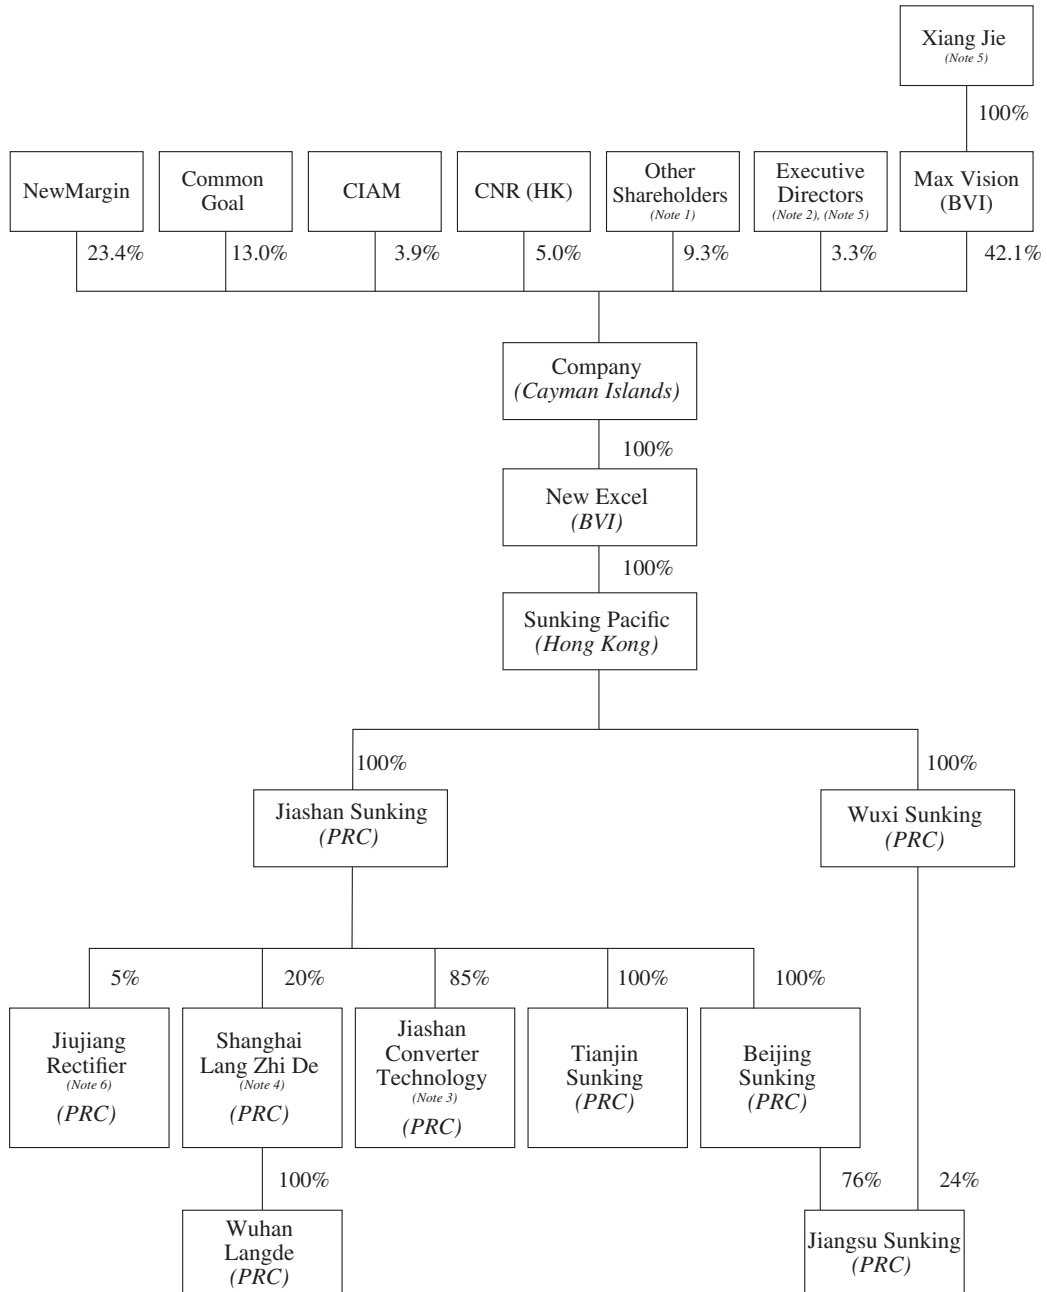 Xiang Jie
(Note 5)
100%
NewMargin
Common
Goal
CIAM
CNR (HK)
Other
Shareholders
(Note 1)
Executive
Directors
(Note 2), (Note 5)
Max Vision
(BVI)
23.4%
13.0%
3.9%
5.0%
9.3%
3.3%
42.1%
Company
(Cayman Islands)
100%
New Excel
(BVI)
100%
Sunking Pacific
(Hong Kong)
100%
100%
Jiashan Sunking
(PRC)
Wuxi Sunking
(PRC)
5%
20%
85%
100%
100%
Jiujiang
Rectifier
(Note 6)
(PRC)
Shanghai
Lang Zhi De
(Note 4)
(PRC)
Jiashan
Converter
Technology
(Note 3)
(PRC)
Tianjin
Sunking
(PRC)
Beijing
Sunking
(PRC)
100%
76%
24%
Wuhan
Langde
(PRC)
Jiangsu Sunking
(PRC)